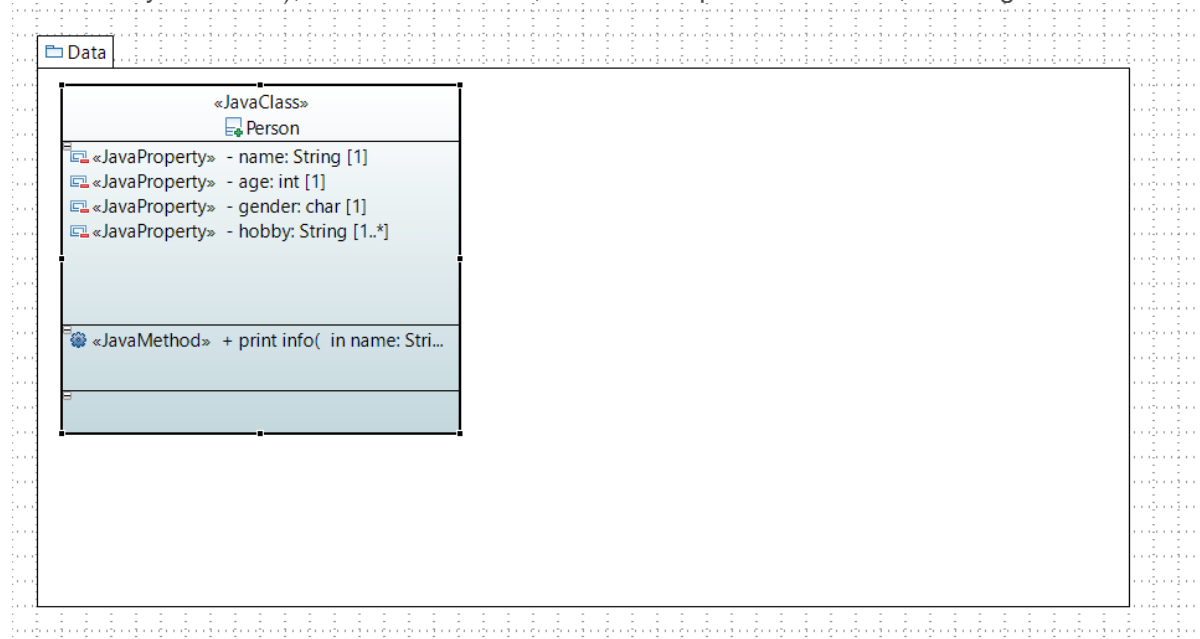 Data
«JavaClass»
Person
«JavaProperty» - name: String [1]
«JavaProperty» - age: int [1]
«JavaProperty» - gender: char [1]
«JavaProperty» - hobby: String [1..*]
«JavaMethod» + print info( in name: Stri...